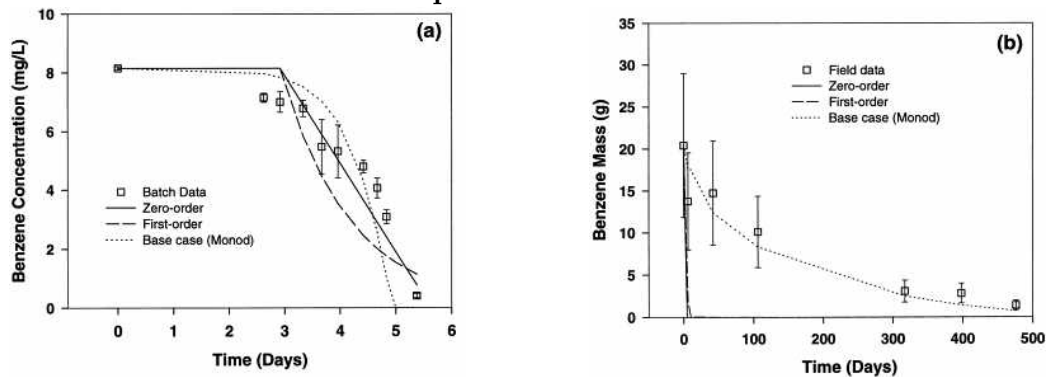 (a)
Benzene Concentration (mg/L)
10
8
6
4
2
0
Batch Data
Zero-order
First-order
Base case (Monod)
0 1 2 3 4 5 6
Time (Days)
(b)
Benzene Mass (g)
35
30
25
20
15
10
5
0
Field data
Zero-order
First-order
Base case (Monod)
0 100 200 300 400 500
Time (Days)